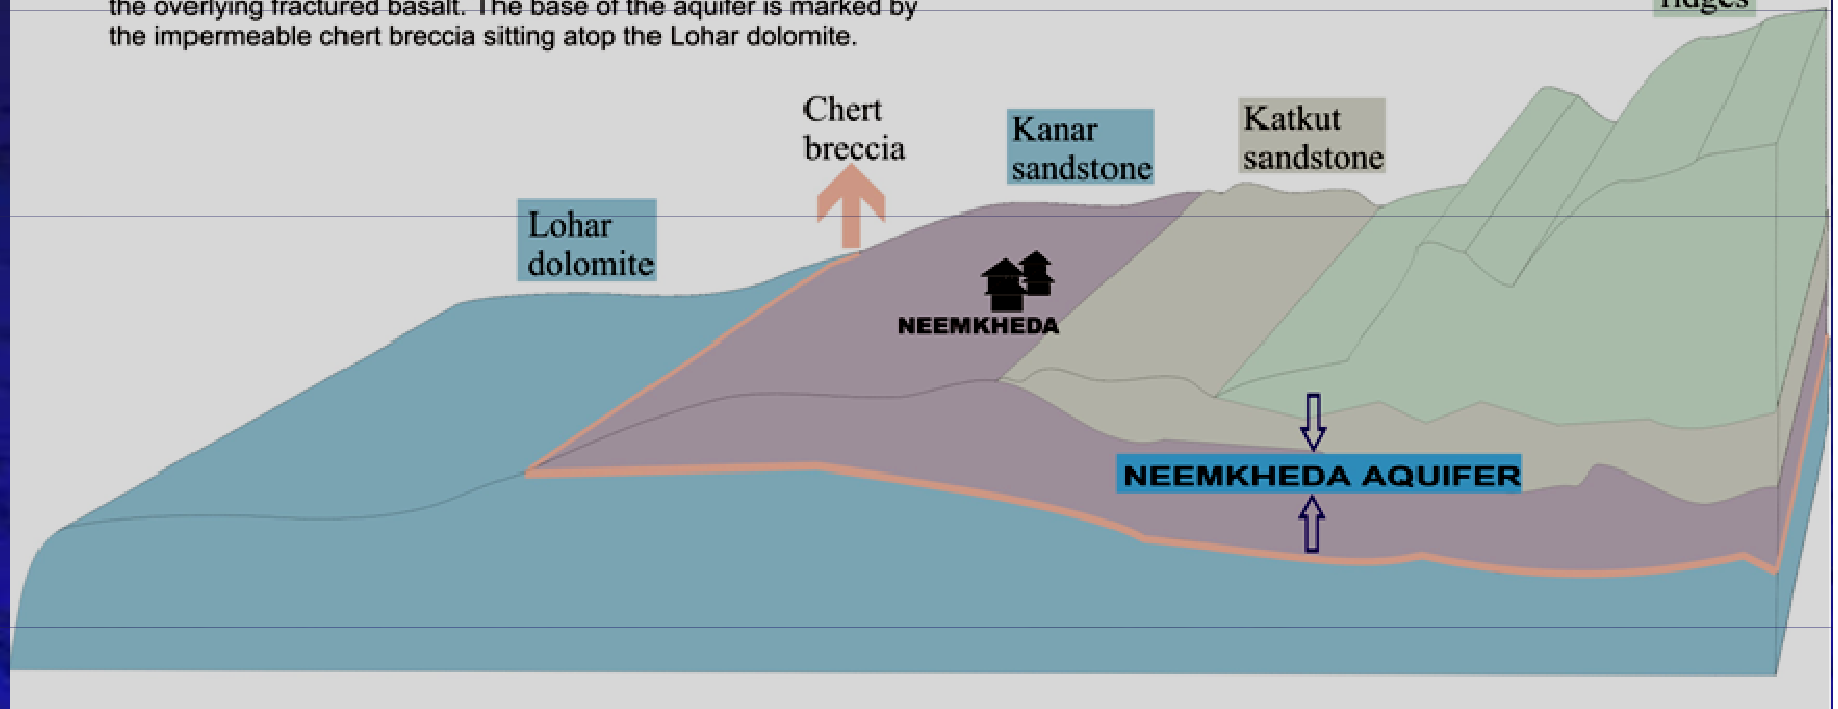 the overlying fractured basalt. The base of the aquifer is marked by
the impermeable chert breccia sitting atop the Lohar dolomite.
ridges
Chert
breccia
Kanar
sandstone
Katkut
sandstone
Lohar
dolomite
NEEMKHEDA
NEEMKHEDA AQUIFER